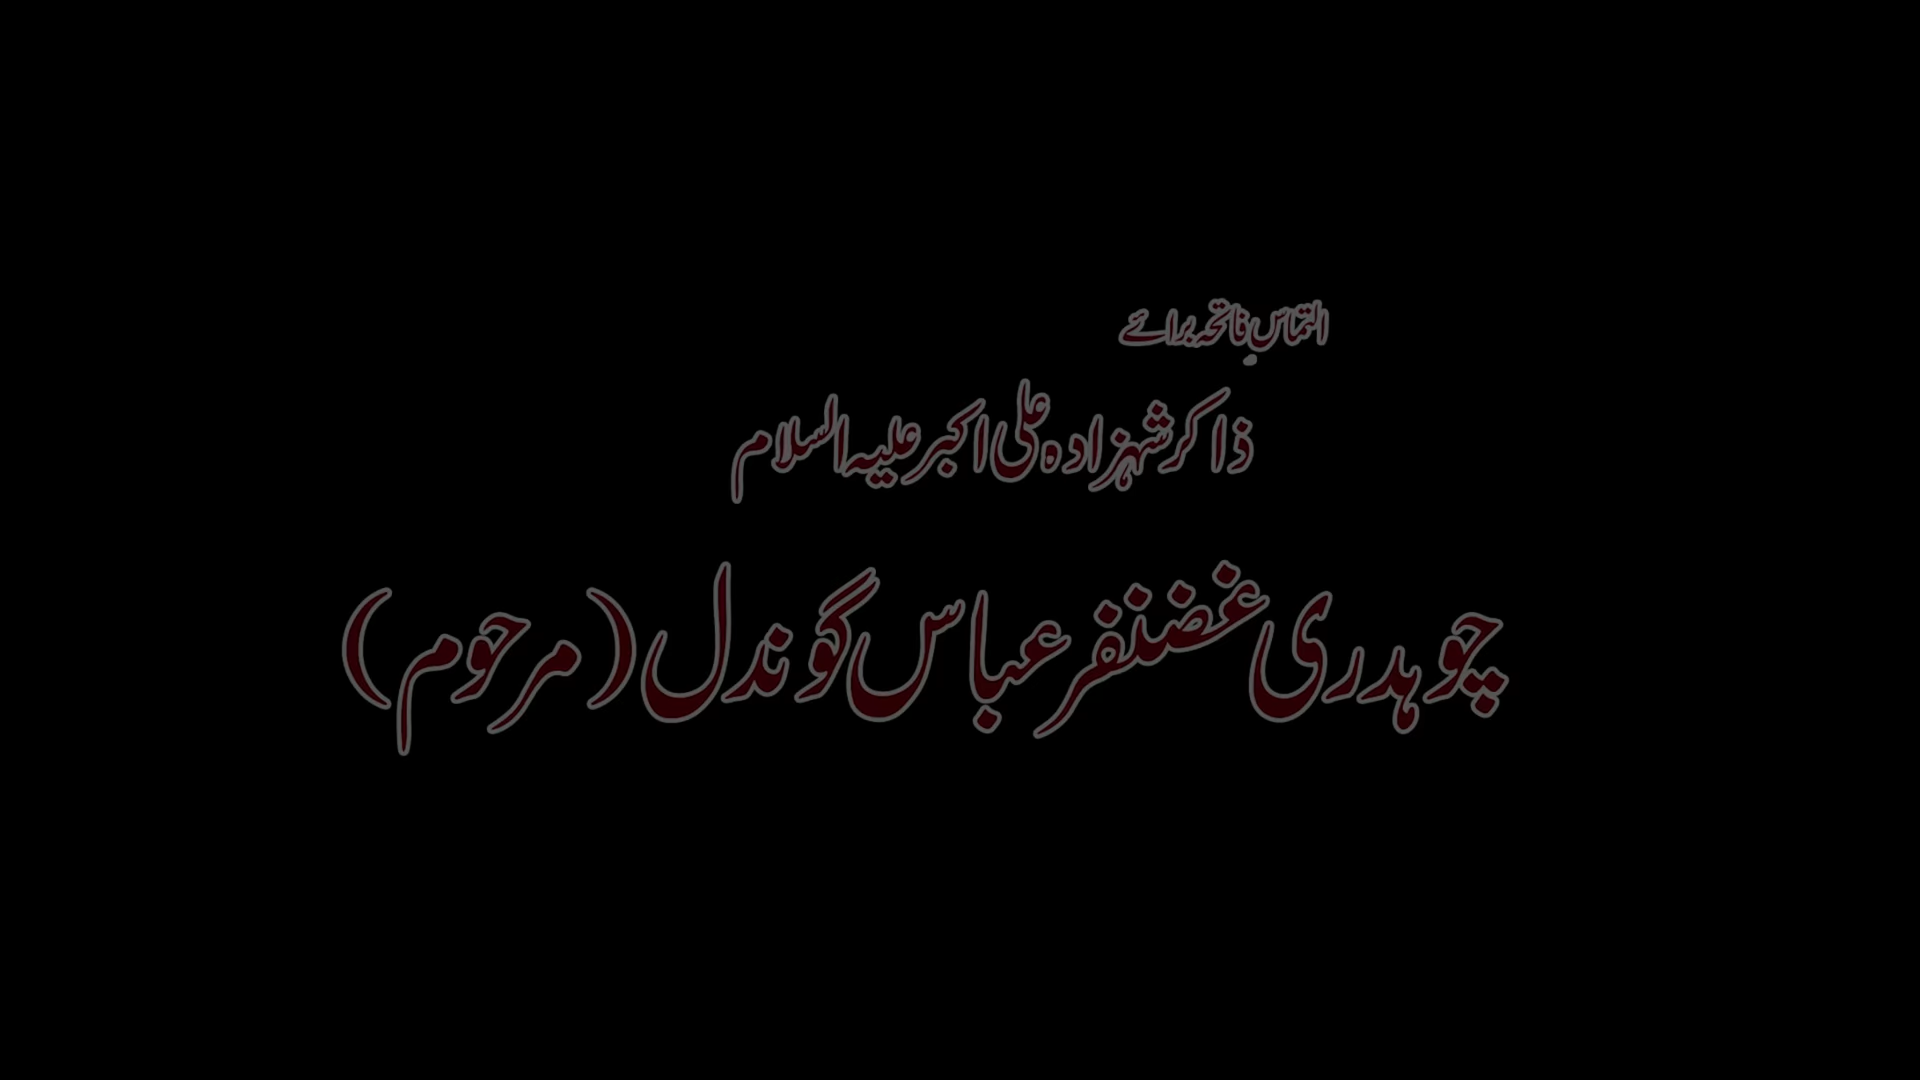 التماسِ فاتحہ برائے
ذاکر شہزادہ علی اکبر علیہ السلام
چوہدری غضنفر عباس گوندل (مرحوم)